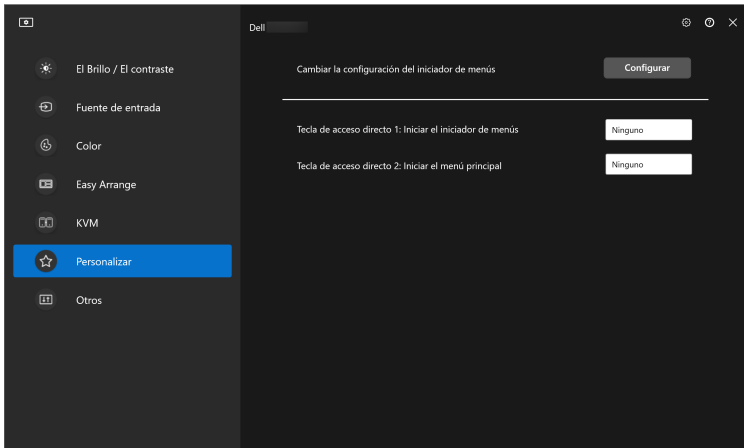 Dell
El Brillo / El contraste
Fuente de entrada
Color
Easy Arrange
KVM
Personalizar
Otros
Cambiar la configuración del iniciador de menús
Configurar
Tecla de acceso directo 1: Iniciar el iniciador de menús
Ninguno
Tecla de acceso directo 2: Iniciar el menú principal
Ninguno